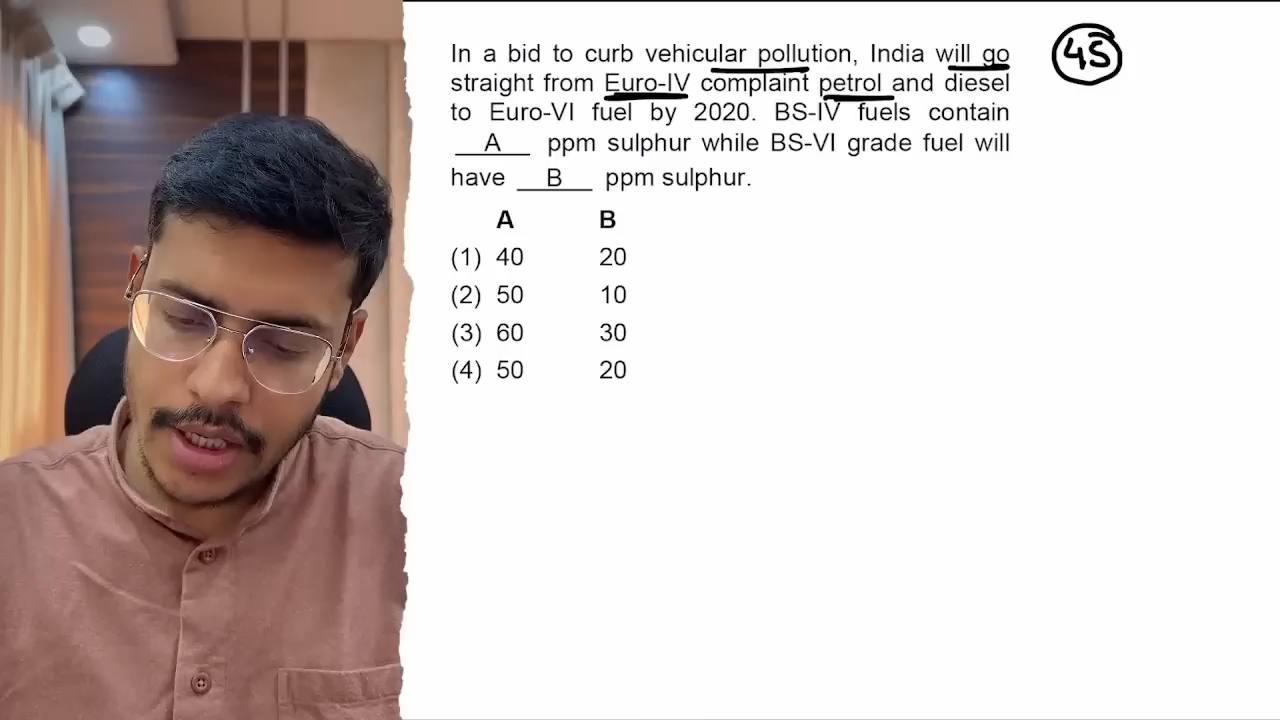 In a bid to curb vehicular pollution, India will go
straight from Euro-IV complaint petrol and diesel
to Euro-VI fuel by 2020. BS-IV fuels contain
A ppm sulphur while BS-VI grade fuel will
have B ppm sulphur.
A B
(1) 40 20
(2) 50 10
(3) 60 30
(4) 50 20
45